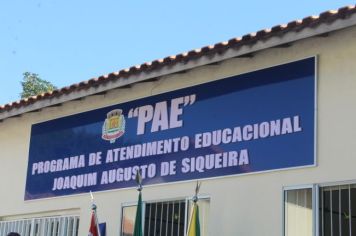 "PAE"
PROGRAMA DE ATENDIMENTO EDUCACIONAL
JOAQUIM AUGUSTO DE SIQUEIRA